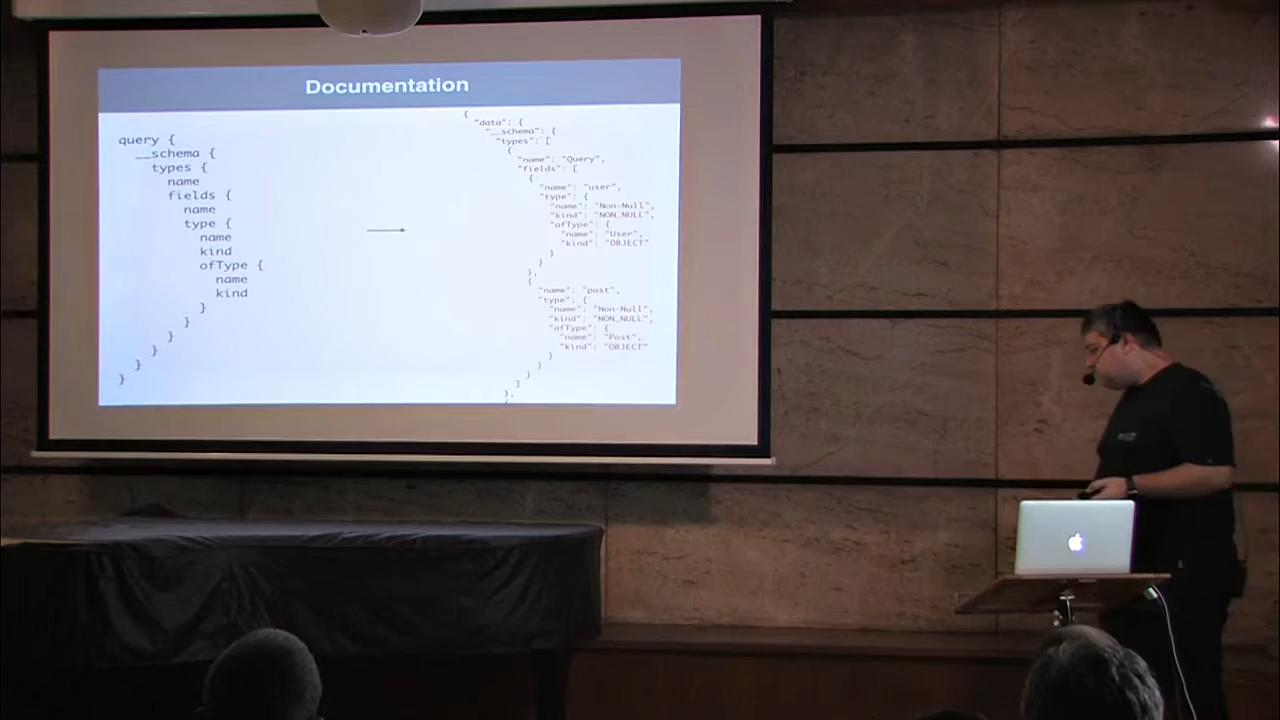 Documentation
query {
__schema {
types {
name
fields {
name
type {
name
kind
ofType {
name
kind
}
}
}
}
}
}
{
"data": {
"__schema": {
"types": [
{
"name": "Query",
"fields": [
{
"name": "user",
"type": {
"name": "Non-Null",
"kind": "NON_NULL",
"ofType": {
"name": "User",
"kind": "OBJECT"
}
}
},
{
"name": "post",
"type": {
"name": "Non-Null",
"kind": "NON_NULL",
"ofType": {
"name": "Post",
"kind": "OBJECT"
}
}
}
]
},